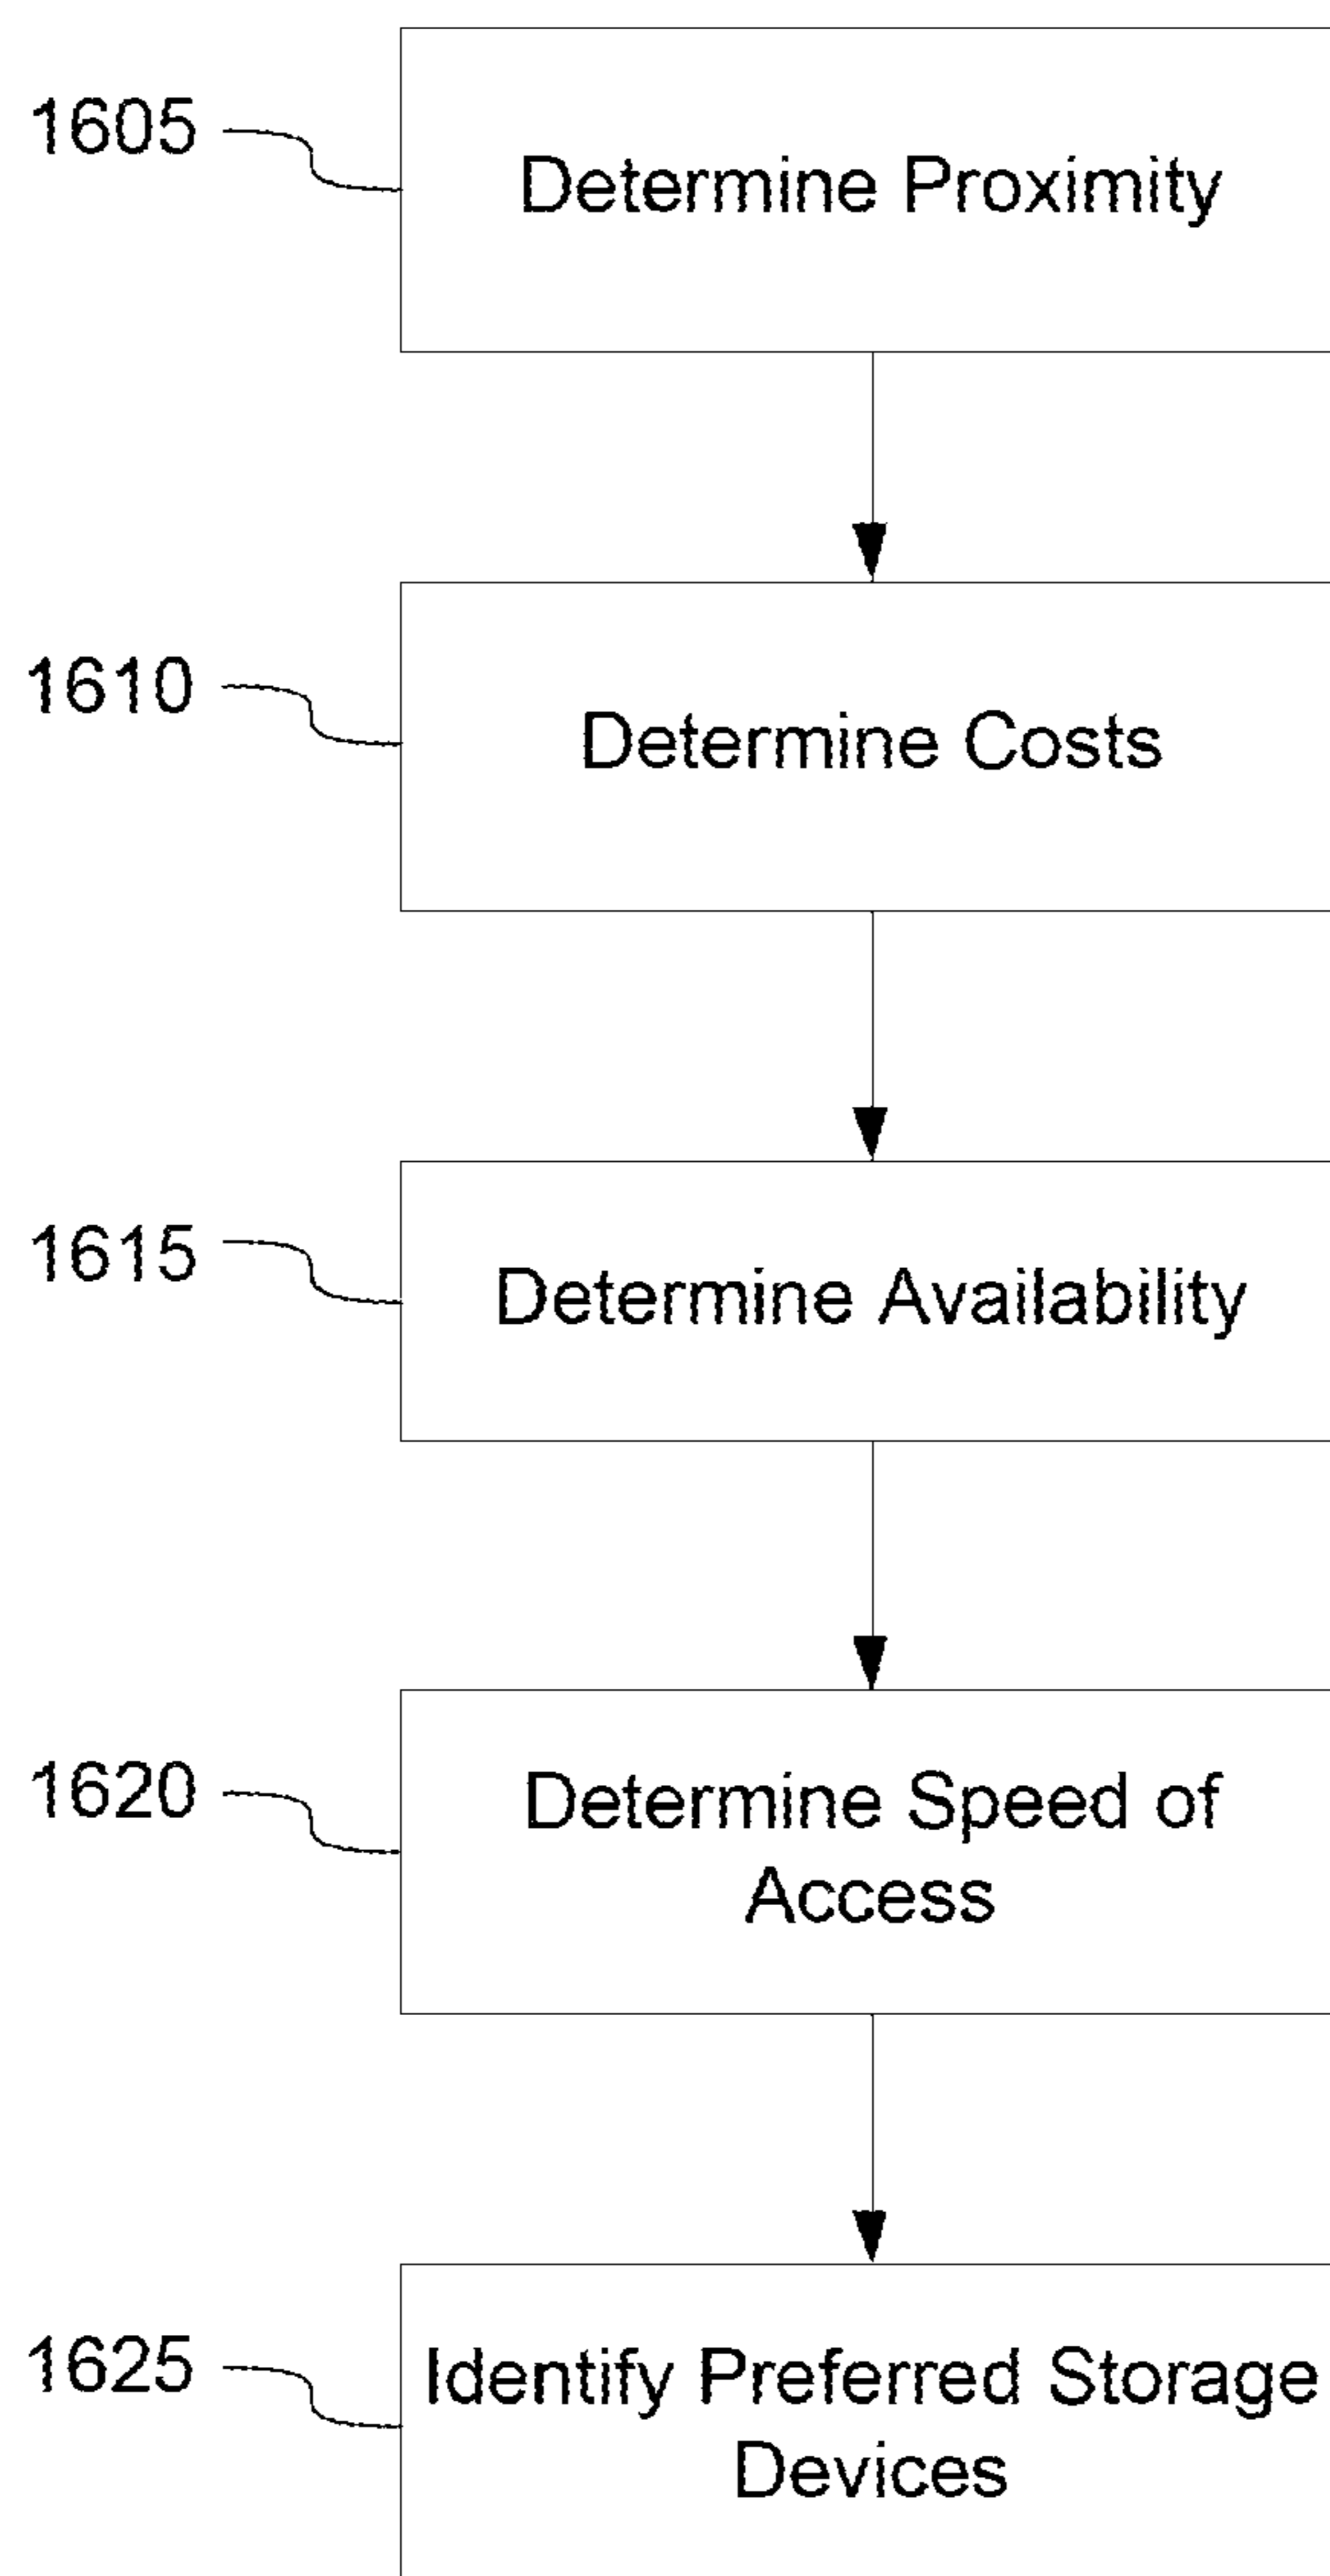 1605
Determine Proximity
1610
Determine Costs
1615
Determine Availability
1620
Determine Speed of
Access
1625
Identify Preferred Storage
Devices